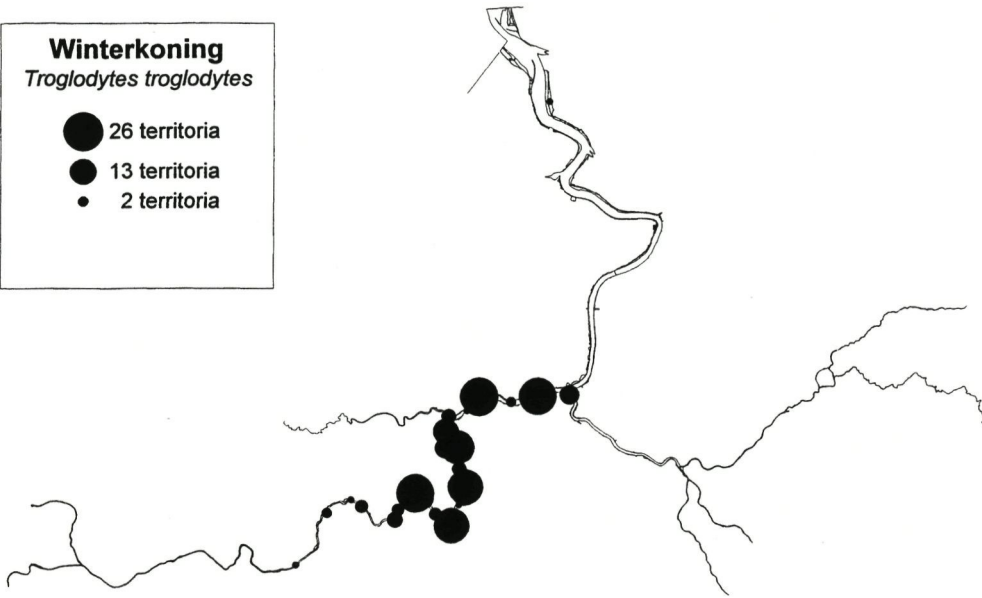 Winterkoning
Troglodytes troglodytes
26 territoria
13 territoria
2 territoria